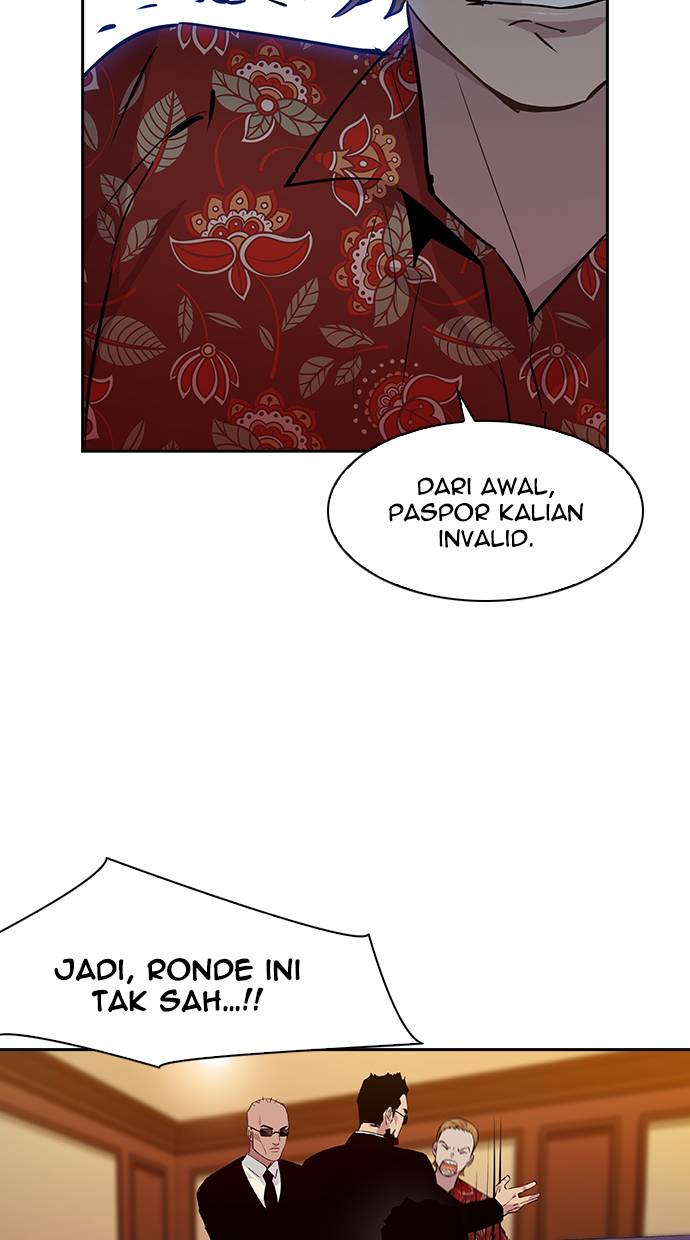 DARI AWAL,
PASPOR KALIAN
INVALID.
JADI, RONDE INI
TAK SAH...!!